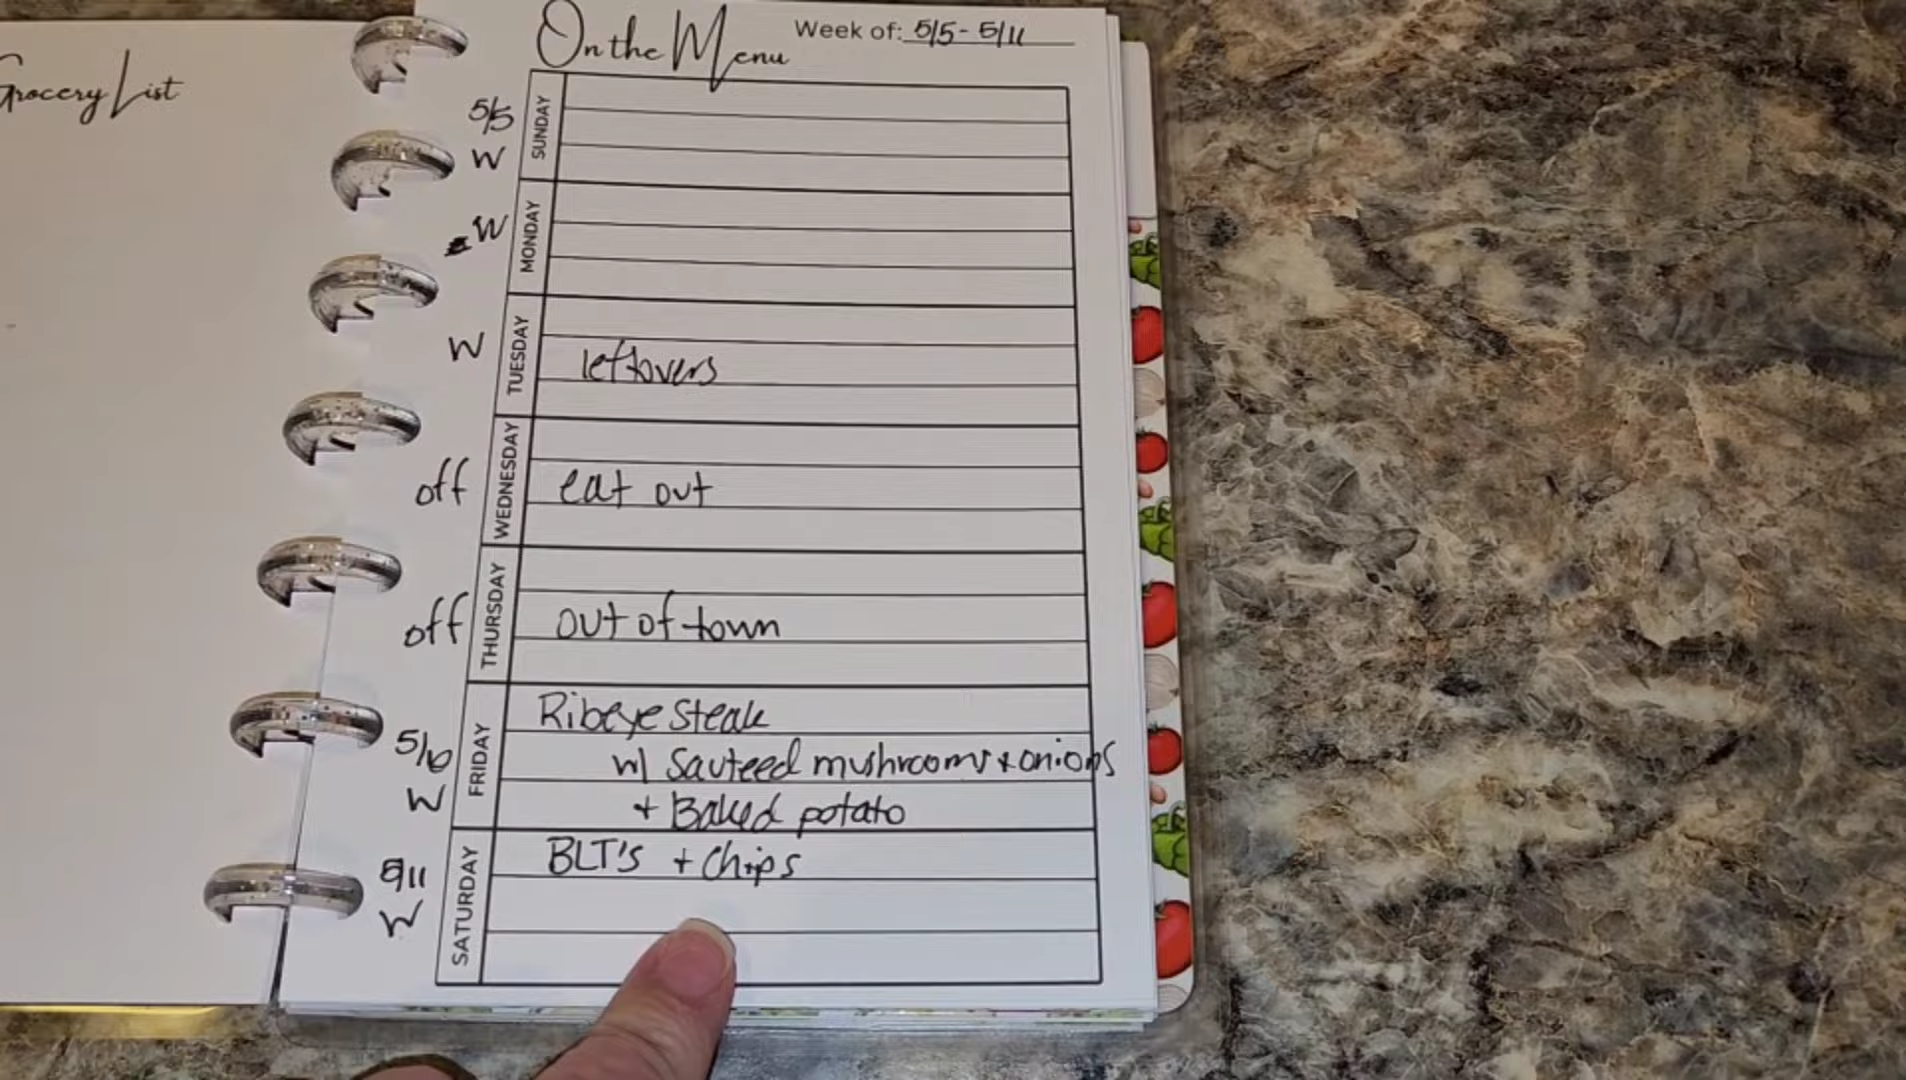 Grocery List
On the Menu
Week of: 5/5 - 5/11
5/5
W
SUNDAY
W
MONDAY
W
TUESDAY
leftovers
off
WEDNESDAY
eat out
off
THURSDAY
out of town
5/10
W
FRIDAY
Ribeye Steak
w/ Sauteed mushrooms + onions
+ Baked potato
5/11
W
SATURDAY
BLT's + Chips